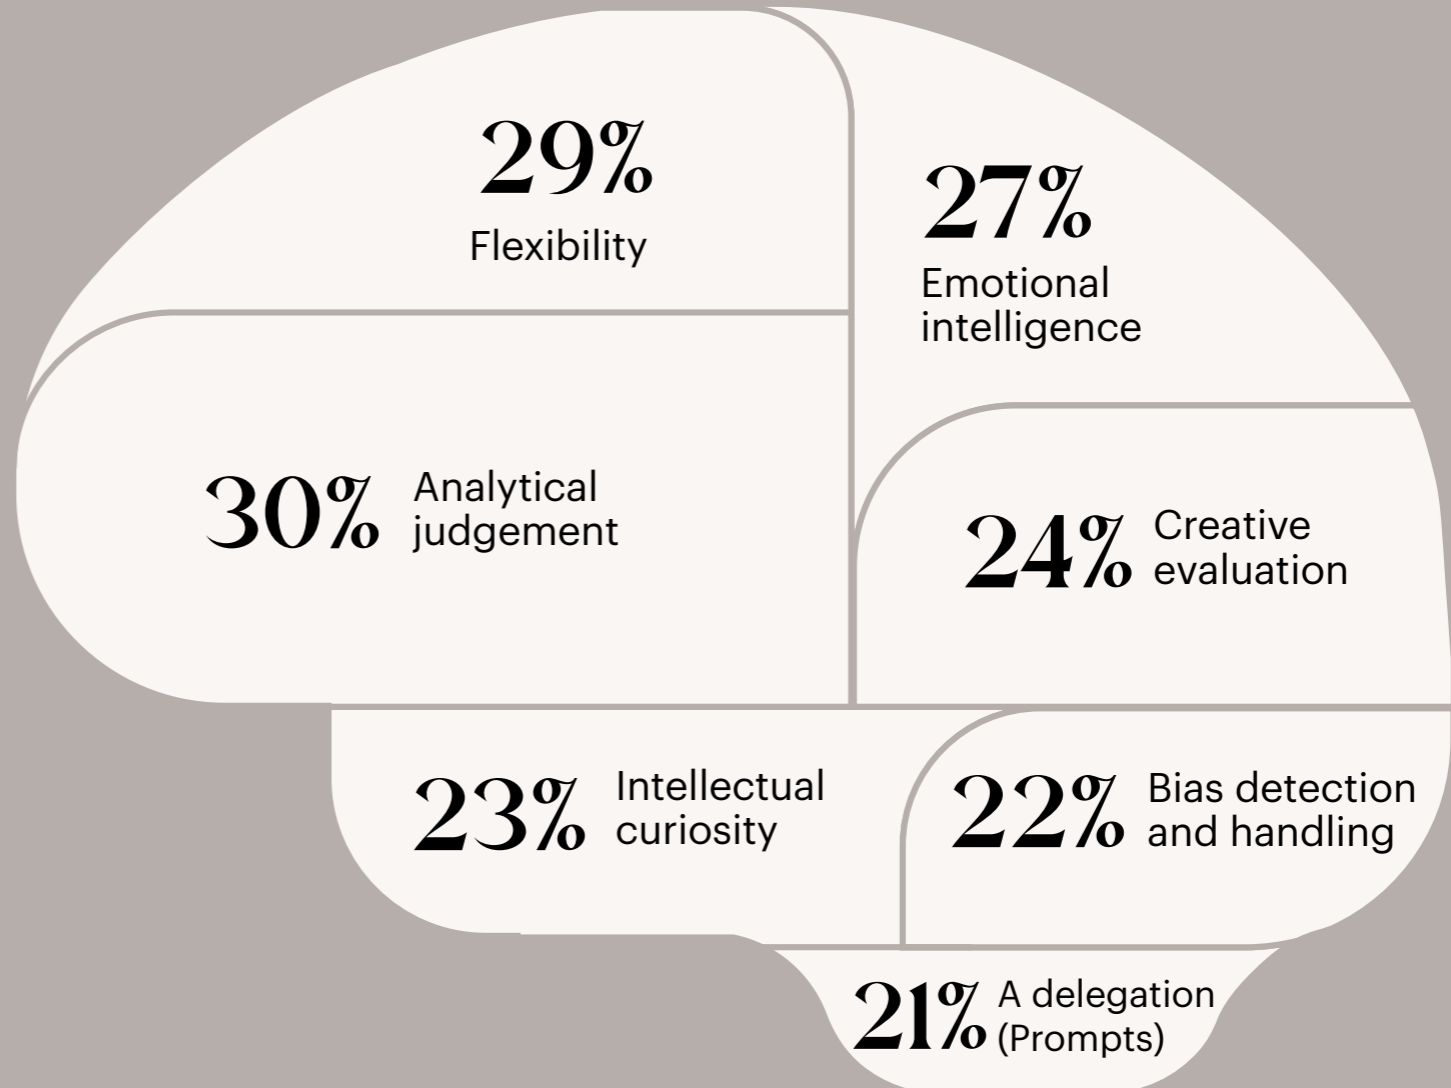 29%
Flexibility
27%
Emotional
intelligence
30%
Analytical
judgement
24%
Creative
evaluation
23%
Intellectual
curiosity
22%
Bias detection
and handling
21%
A delegation
(Prompts)